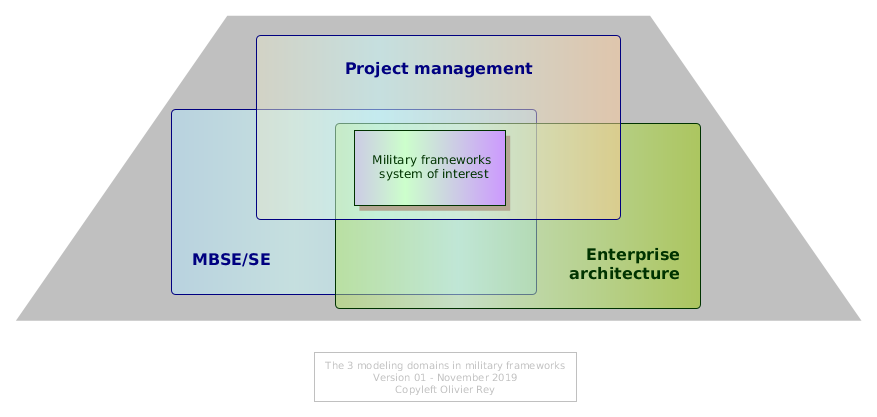 Project management
Military frameworks
system of interest
MBSE/SE
Enterprise
architecture
The 3 modeling domains in military frameworks
Version 01 - November 2019
Copyleft Olivier Rey